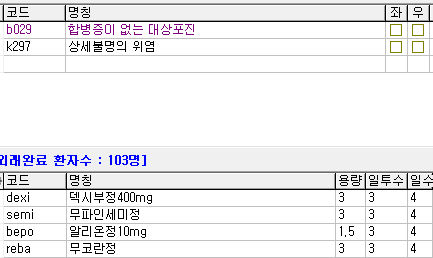 코드 명칭 좌 우
b029 합병증이 없는 대상포진
k297 상세불명의 위염
외래완료 환자수 : 103명]
코드 명칭 용량 일투수 일수
dexi 덱시부정400mg 3 3 4
semi 무파인세미정 3 3 4
bepo 알리온정10mg 1,5 3 4
reba 무코란정 3 3 4